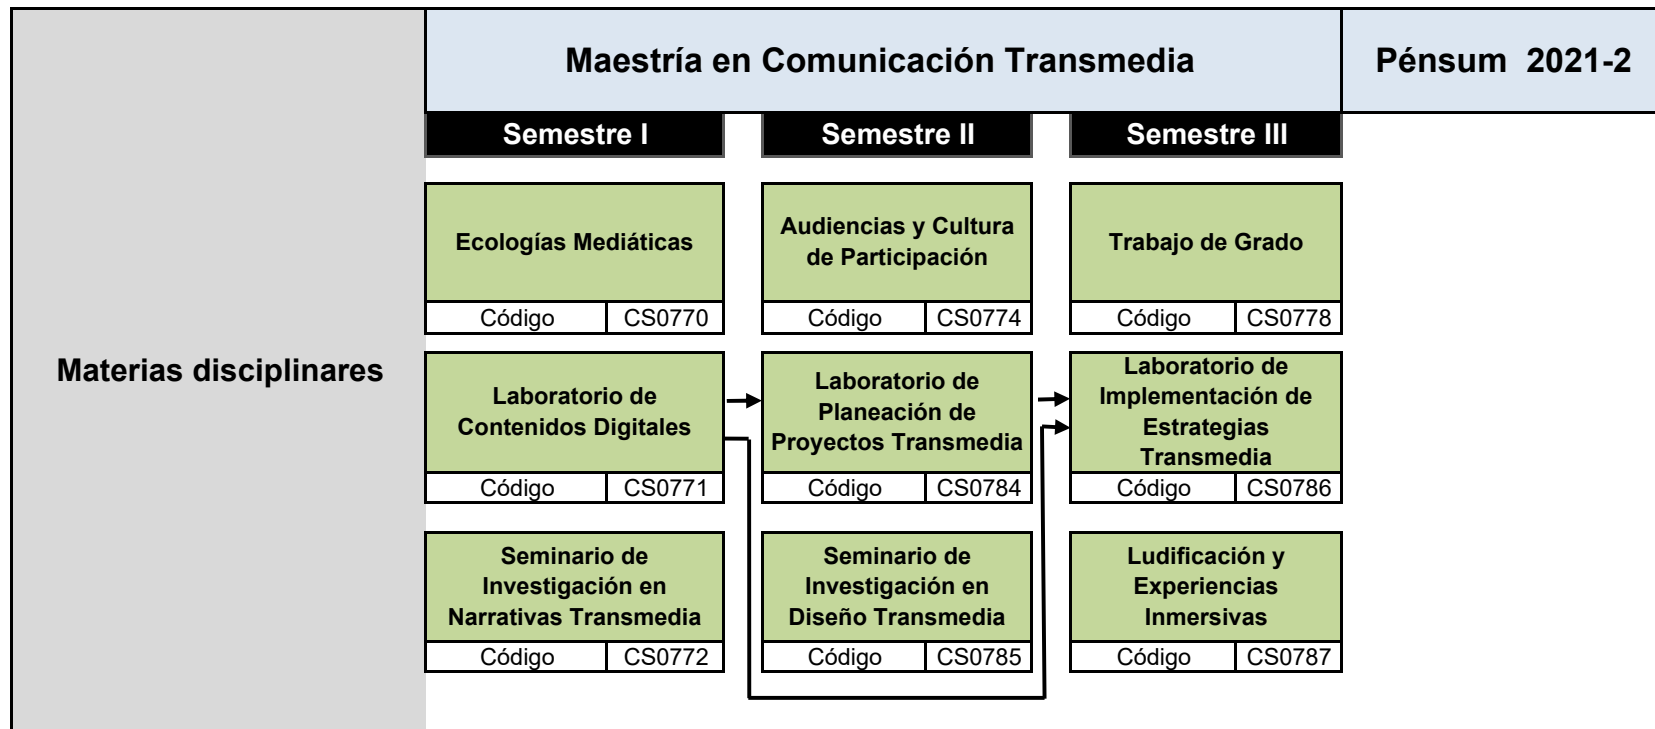 Maestría en Comunicación Transmedia
Pénsum 2021-2
Semestre I
Semestre II
Semestre III
Materias disciplinares
Ecologías Mediáticas
Código CS0770
Audiencias y Cultura
de Participación
Código CS0774
Trabajo de Grado
Código CS0778
Laboratorio de
Contenidos Digitales
Código CS0771
Laboratorio de
Planeación de
Proyectos Transmedia
Código CS0784
Laboratorio de
Implementación de
Estrategias
Transmedia
Código CS0786
Seminario de
Investigación en
Narrativas Transmedia
Código CS0772
Seminario de
Investigación en
Diseño Transmedia
Código CS0785
Ludificación y
Experiencias
Inmersivas
Código CS0787